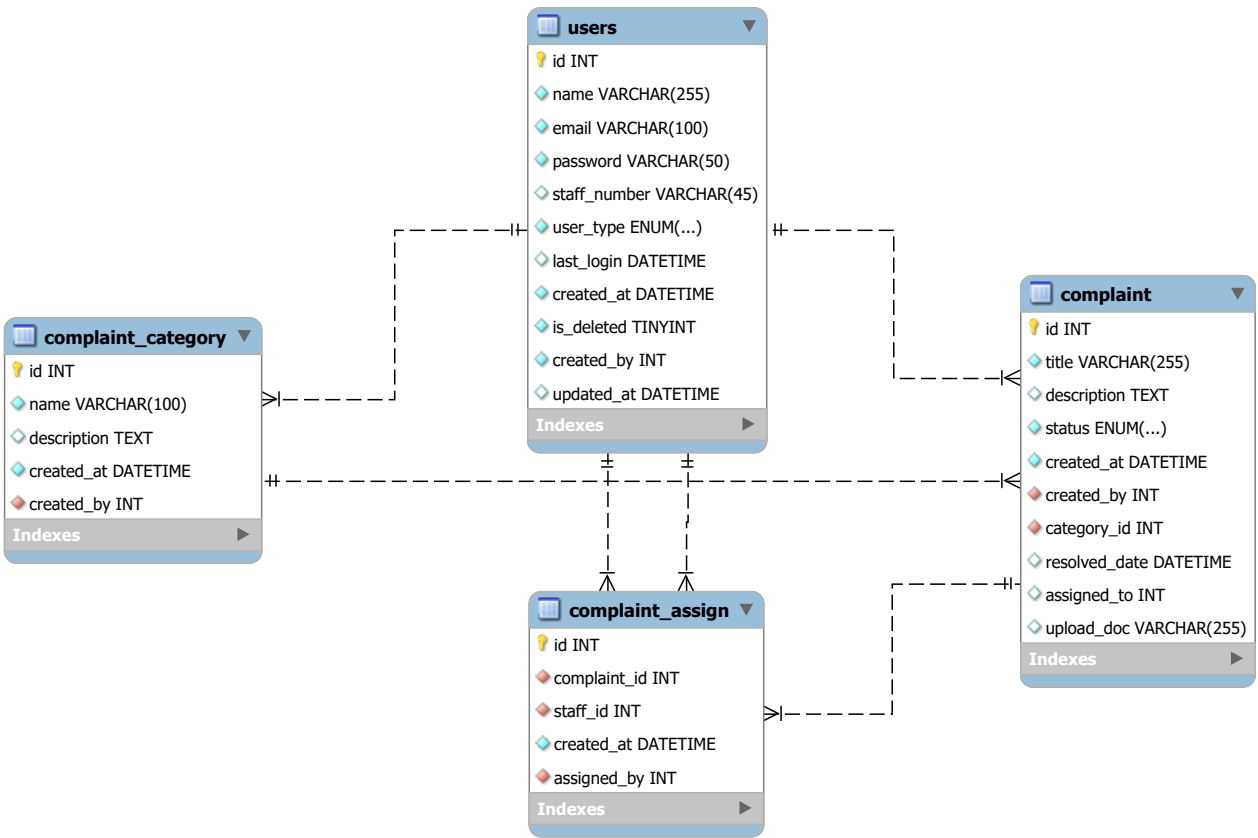 users
id INT
name VARCHAR(255)
email VARCHAR(100)
password VARCHAR(50)
staff_number VARCHAR(45)
user_type ENUM(...)
last_login DATETIME
created_at DATETIME
is_deleted TINYINT
created_by INT
updated_at DATETIME
Indexes
complaint_category
id INT
name VARCHAR(100)
description TEXT
created_at DATETIME
created_by INT
Indexes
complaint
id INT
title VARCHAR(255)
description TEXT
status ENUM(...)
created_at DATETIME
created_by INT
category_id INT
resolved_date DATETIME
assigned_to INT
upload_doc VARCHAR(255)
Indexes
complaint_assign
id INT
complaint_id INT
staff_id INT
created_at DATETIME
assigned_by INT
Indexes